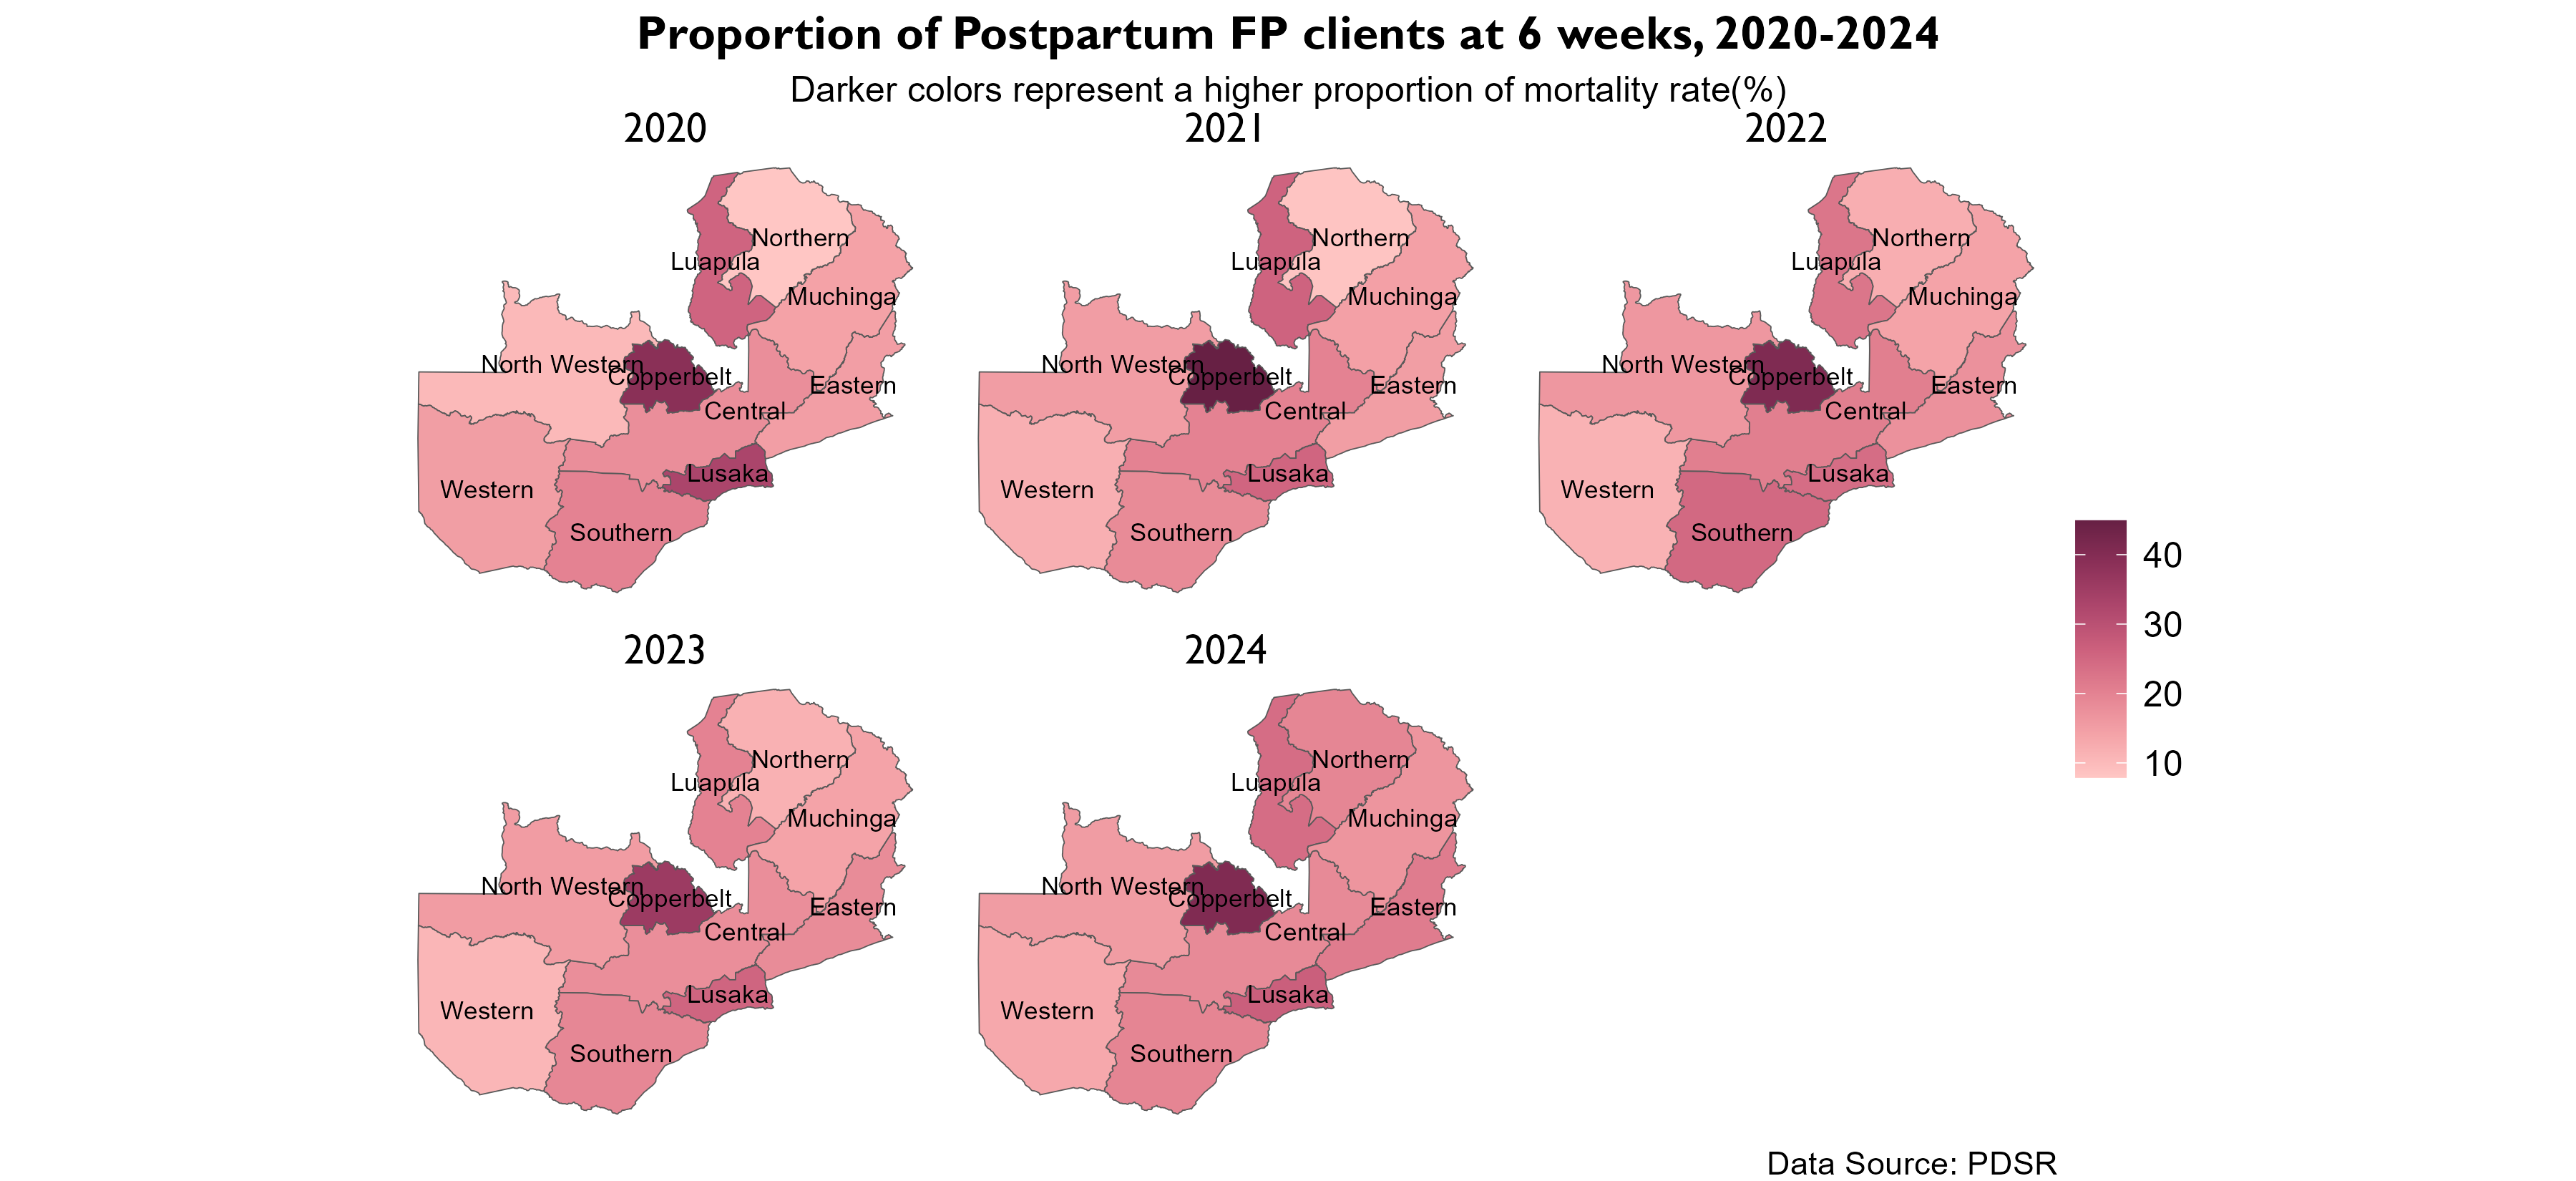 Proportion of Postpartum FP clients at 6 weeks, 2020-2024
Darker colors represent a higher proportion of mortality rate(%)
2020
Northern
Luapula
Muchinga
North Western
Copperbelt
Eastern
Central
Lusaka
Western
Southern
2021
Northern
Luapula
Muchinga
North Western
Copperbelt
Eastern
Central
Lusaka
Western
Southern
2022
Northern
Luapula
Muchinga
North Western
Copperbelt
Eastern
Central
Lusaka
Western
Southern
40
30
20
10
2023
Northern
Luapula
Muchinga
North Western
Copperbelt
Eastern
Central
Lusaka
Western
Southern
2024
Northern
Luapula
Muchinga
North Western
Copperbelt
Eastern
Central
Lusaka
Western
Southern
Data Source: PDSR